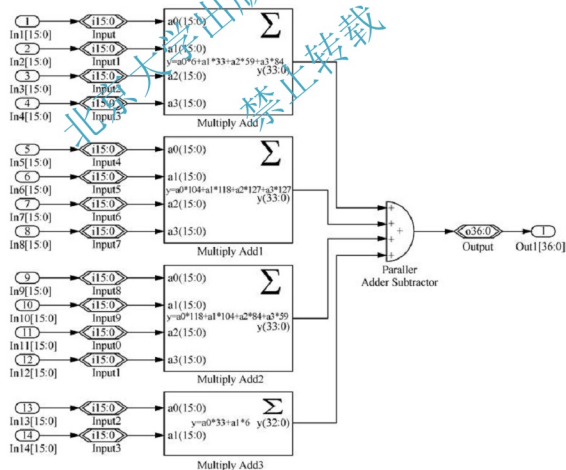 1
In1[15:0]
i15:0
Input
a0(15:0)
2
In2[15:0]
i15:0
Input1
a1(15:0)
y=a0*6+a1*33+a2*59+a3*84
y(33:0)
3
In3[15:0]
i15:0
a2(15:0)
4
In4[15:0]
i15:0
Input3
a3(15:0)
Multiply Add
5
In5[15:0]
i15:0
Input4
a0(15:0)
6
In6[15:0]
i15:0
Input5
a1(15:0)
y=a0*104+a1*118+a2*127+a3*127
y(33:0)
7
In7[15:0]
i15:0
Input6
a2(15:0)
8
In8[15:0]
i15:0
Input7
a3(15:0)
Multiply Add1
9
In9[15:0]
i15:0
Input8
a0(15:0)
10
In10[15:0]
i15:0
Input9
a1(15:0)
y=a0*118+a1*104+a2*84+a3*59
y(33:0)
11
In11[15:0]
i15:0
Input0
a2(15:0)
12
In12[15:0]
i15:0
Input1
a3(15:0)
Multiply Add2
13
In13[15:0]
i15:0
Input2
a0(15:0)
y=a0*33+a1*6 y(32:0)
14
In14[15:0]
i15:0
Input3
a1(15:0)
Multiply Add3
Paraller
Adder Subtractor
o36:0
Output
1
Out1[36:0]
北京大学出版
禁止转载